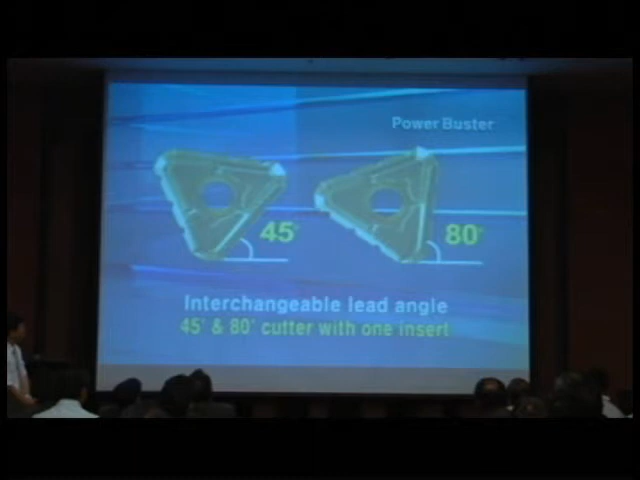 Power Buster
45°
80°
Interchangeable lead angle
45° & 80° cutter with one insert